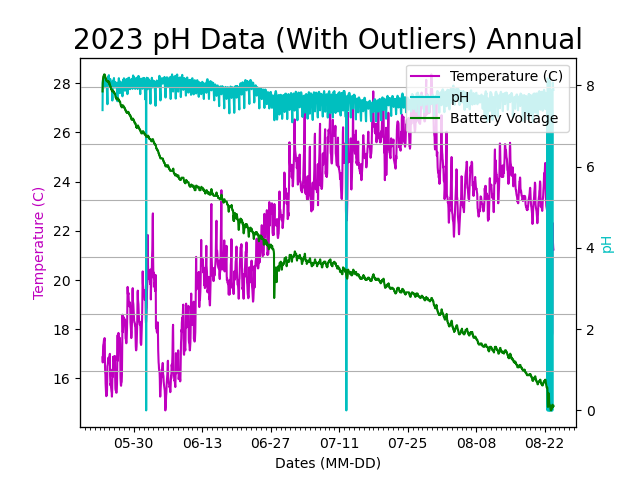 2023 pH Data (With Outliers) Annual
Temperature (C)
pH
Battery Voltage
28
26
24
22
20
18
16
Temperature (C)
8
6
4
2
0
pH
05-30 06-13 06-27 07-11 07-25 08-08 08-22
Dates (MM-DD)